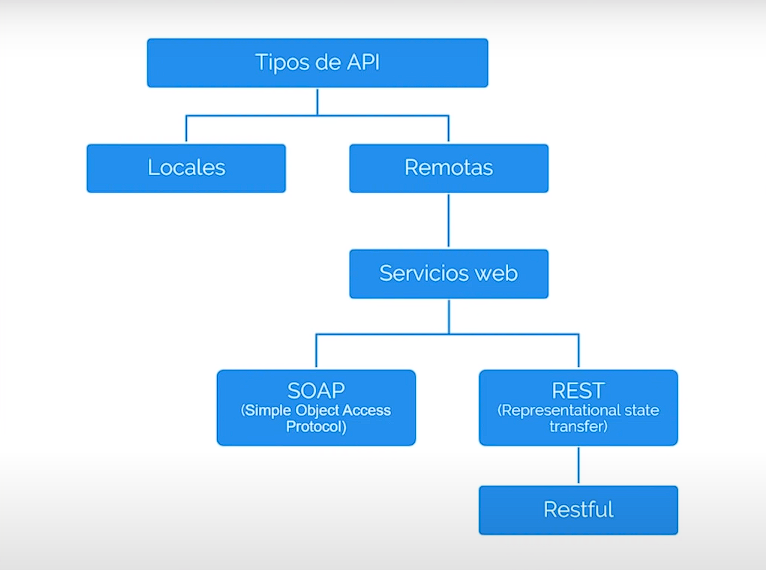 Tipos de API
Locales
Remotas
Servicios web
SOAP
(Simple Object Access
Protocol)
REST
(Representational state
transfer)
Restful